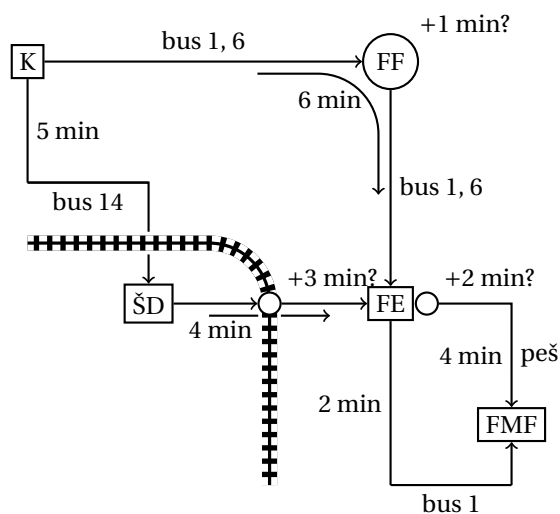 +1 min?
bus 1, 6
K
FF
6 min
5 min
bus 1, 6
bus 14
+3 min?
+2 min?
ŠD
FE
4 min
4 min
peš
2 min
FMF
bus 1